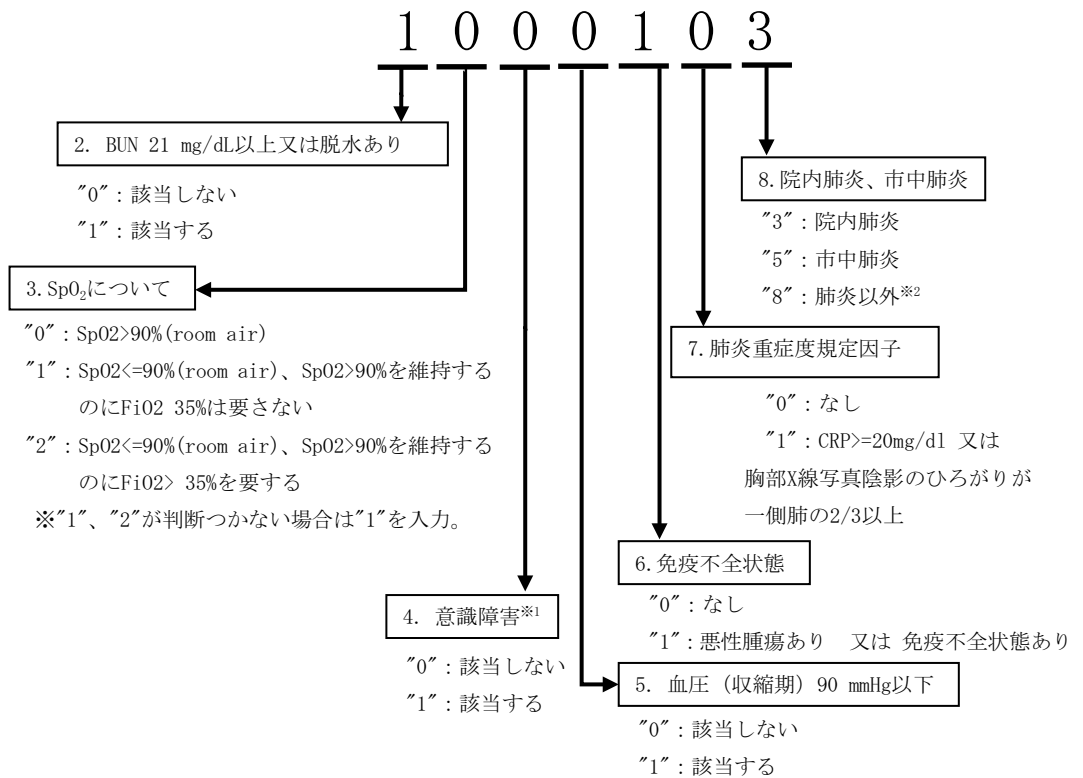 1 0 0 0 1 0 3
2. BUN 21 mg/dL以上又は脱水あり
"0"：該当しない
"1"：該当する
3.SpO₂について
"0"：SpO2>90%(room air)
"1"：SpO2<=90%(room air)、SpO2>90%を維持する
のにFiO2 35%は要さない
"2"：SpO2<=90%(room air)、SpO2>90%を維持する
のにFiO2> 35%を要する
※"1"、"2"が判断つかない場合は"1"を入力。
4. 意識障害※1
"0"：該当しない
"1"：該当する
5. 血圧（収縮期）90 mmHg以下
"0"：該当しない
"1"：該当する
6.免疫不全状態
"0"：なし
"1"：悪性腫瘍あり　又は 免疫不全状態あり
7.肺炎重症度規定因子
"0"：なし
"1"：CRP>=20mg/dl 又は
胸部X線写真陰影のひろがりが
一側肺の2/3以上
8.院内肺炎、市中肺炎
"3"：院内肺炎
"5"：市中肺炎
"8"：肺炎以外※2